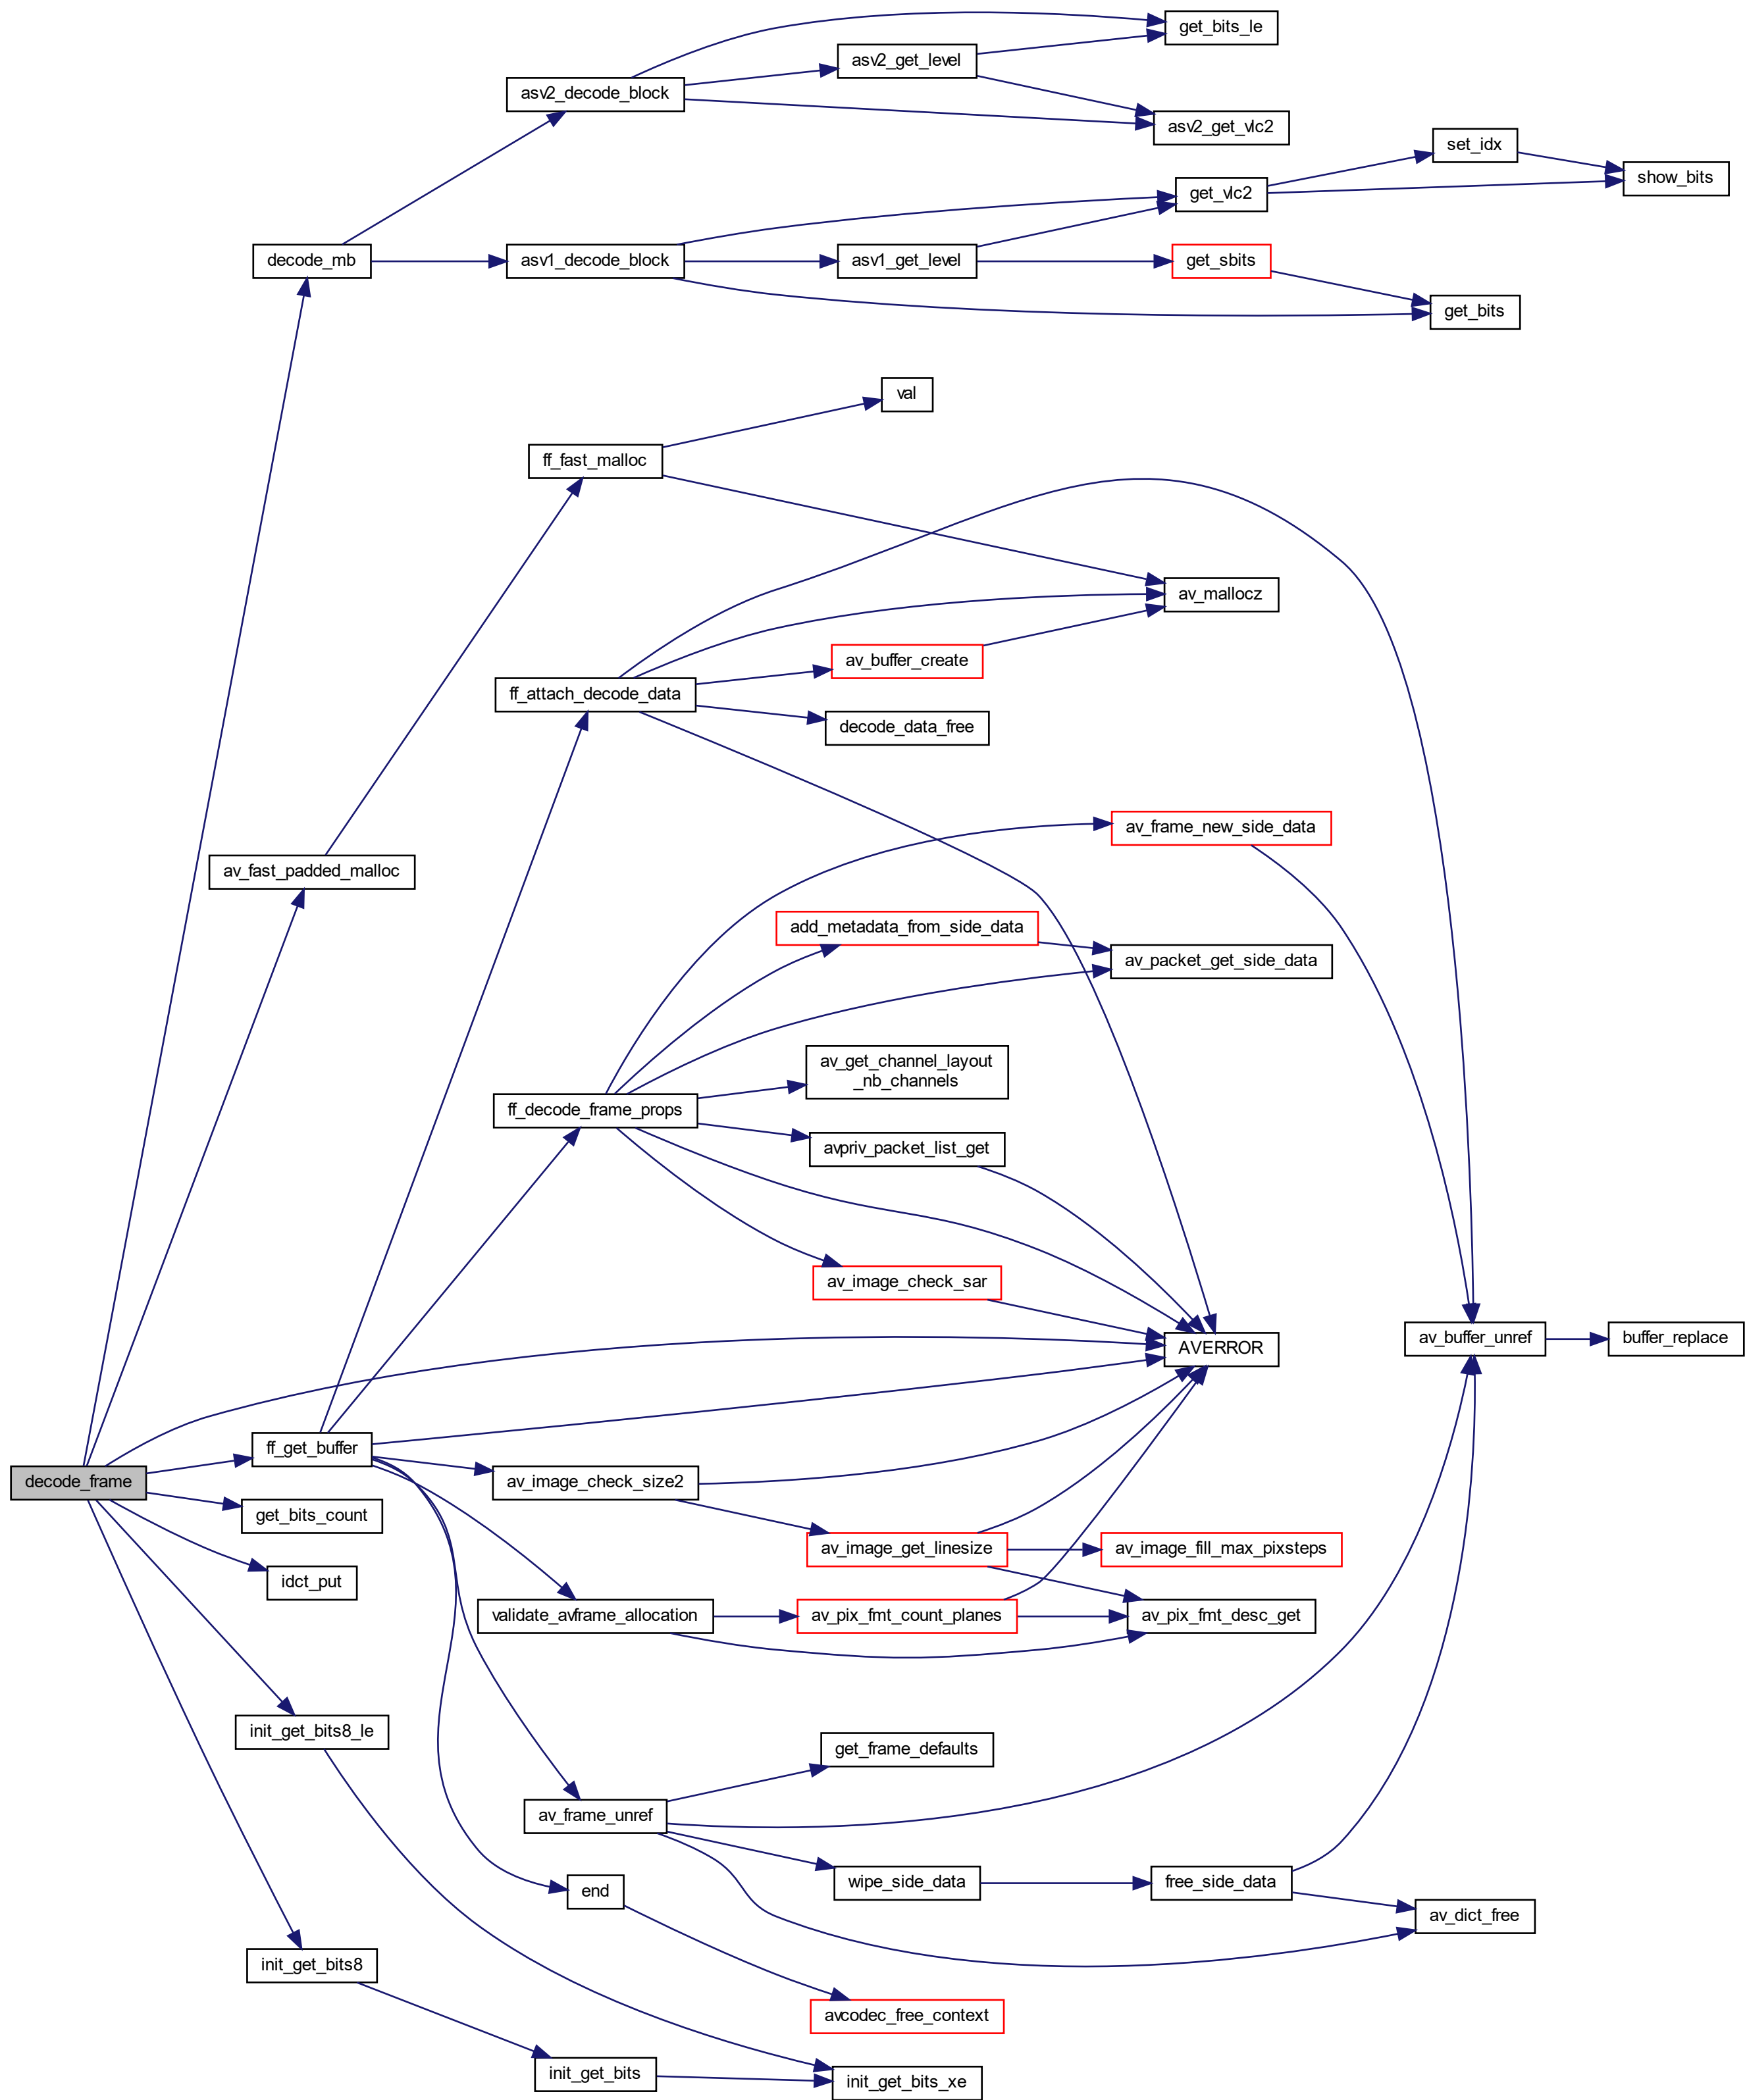 get_bits_le
asv2_get_level
asv2_decode_block
asv2_get_vlc2
set_idx
show_bits
get_vlc2
decode_mb
asv1_decode_block
asv1_get_level
get_sbits
get_bits
val
ff_fast_malloc
av_mallocz
av_buffer_create
ff_attach_decode_data
decode_data_free
av_frame_new_side_data
av_fast_padded_malloc
add_metadata_from_side_data
av_packet_get_side_data
av_get_channel_layout
_nb_channels
ff_decode_frame_props
avpriv_packet_list_get
av_image_check_sar
AVERROR
av_buffer_unref
buffer_replace
ff_get_buffer
decode_frame
av_image_check_size2
get_bits_count
av_image_get_linesize
av_image_fill_max_pixsteps
idct_put
validate_avframe_allocation
av_pix_fmt_count_planes
av_pix_fmt_desc_get
init_get_bits8_le
get_frame_defaults
av_frame_unref
wipe_side_data
free_side_data
end
av_dict_free
init_get_bits8
avcodec_free_context
init_get_bits
init_get_bits_xe